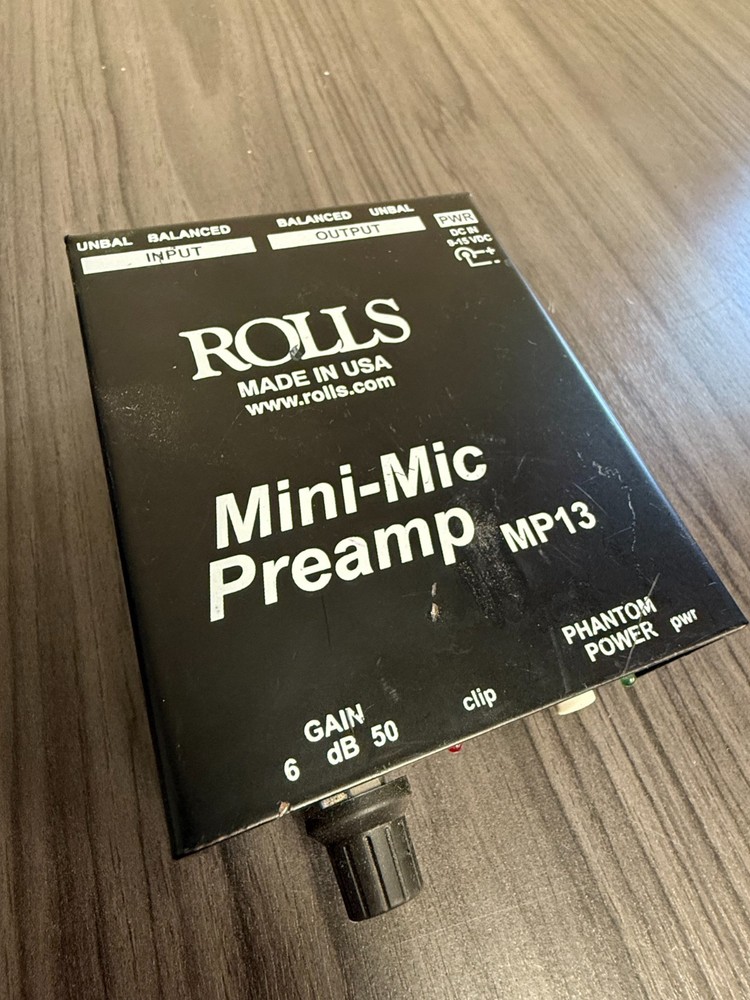 UNBAL BALANCED
INPUT
BALANCED UNBAL
OUTPUT
PWR
DC IN
9-15 VDC
+
-
ROLLS
MADE IN USA
www.rolls.com
Mini-Mic
Preamp MP13
PHANTOM
POWER
pwr
clip
GAIN
6 dB 50